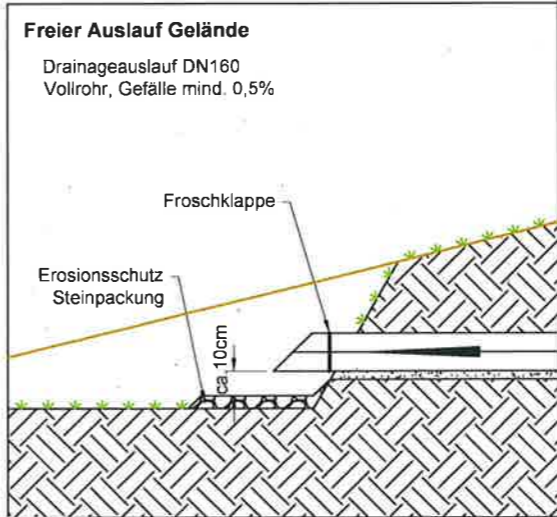 Freier Auslauf Gelände
Drainageauslauf DN160
Vollrohr, Gefälle mind. 0,5%
Froschklappe
Erosionsschutz
Steinpackung
ca.10cm